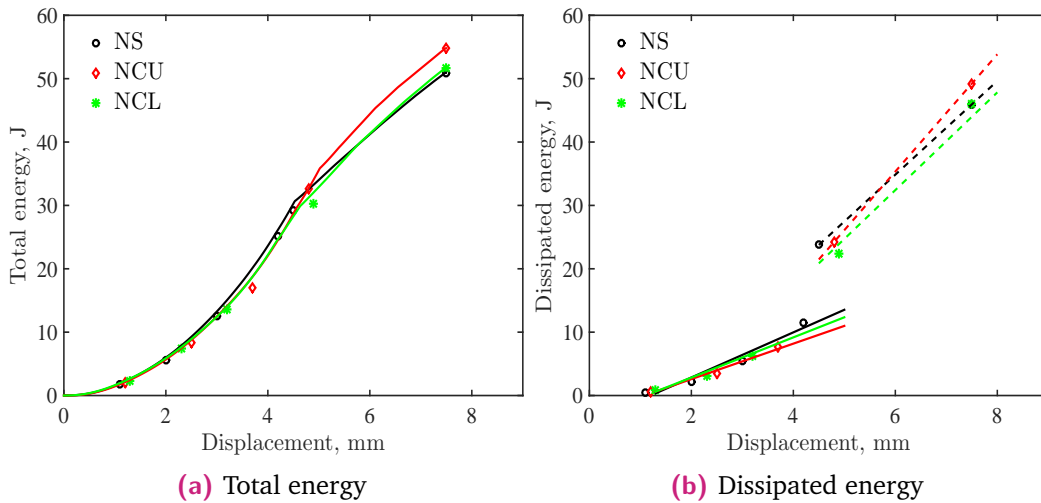 60
50
40
30
20
10
0
0
2
4
6
8
Total energy, J
Displacement, mm
NS
NCU
NCL
(a) Total energy
60
50
40
30
20
10
0
0
2
4
6
8
Dissipated energy, J
Displacement, mm
NS
NCU
NCL
(b) Dissipated energy